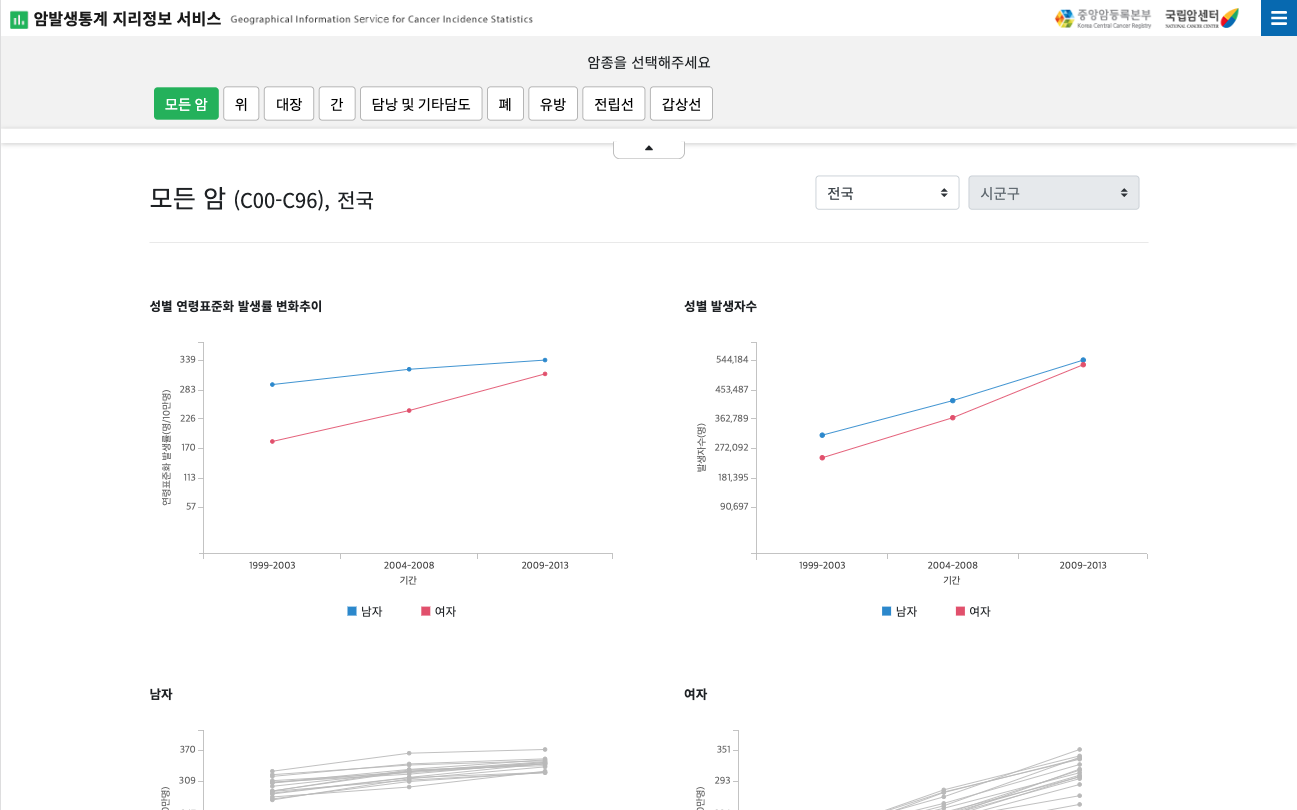 암발생통계 지리정보 서비스 Geographical Information Service for Cancer Incidence Statistics
중앙암등록본부 Korea Central Cancer Registry
국립암센터 NATIONAL CANCER CENTER
암종을 선택해주세요
모든 암 위 대장 간 담낭 및 기타담도 폐 유방 전립선 갑상선
모든 암 (C00-C96), 전국
전국 시군구
성별 연령표준화 발생률 변화추이
339
283
226
170
113
57
연령표준화 발생률(명/10만명)
1999-2003 2004-2008 2009-2013
기간
남자 여자
성별 발생자수
544,184
453,487
362,789
272,092
181,395
90,697
발생자수(명)
1999-2003 2004-2008 2009-2013
기간
남자 여자
남자
370
309
여자
351
293